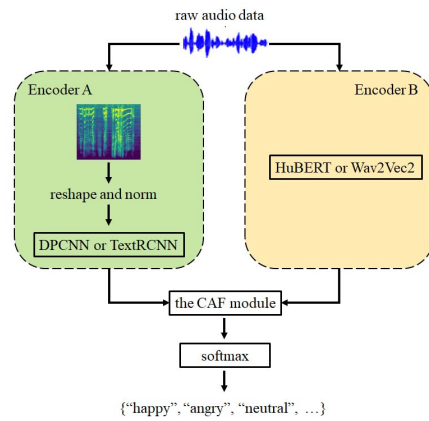 raw audio data
Encoder A
Encoder B
reshape and norm
DPCNN or TextRCNN
HuBERT or Wav2Vec2
the CAF module
softmax
{“happy”, “angry”, “neutral”, …}